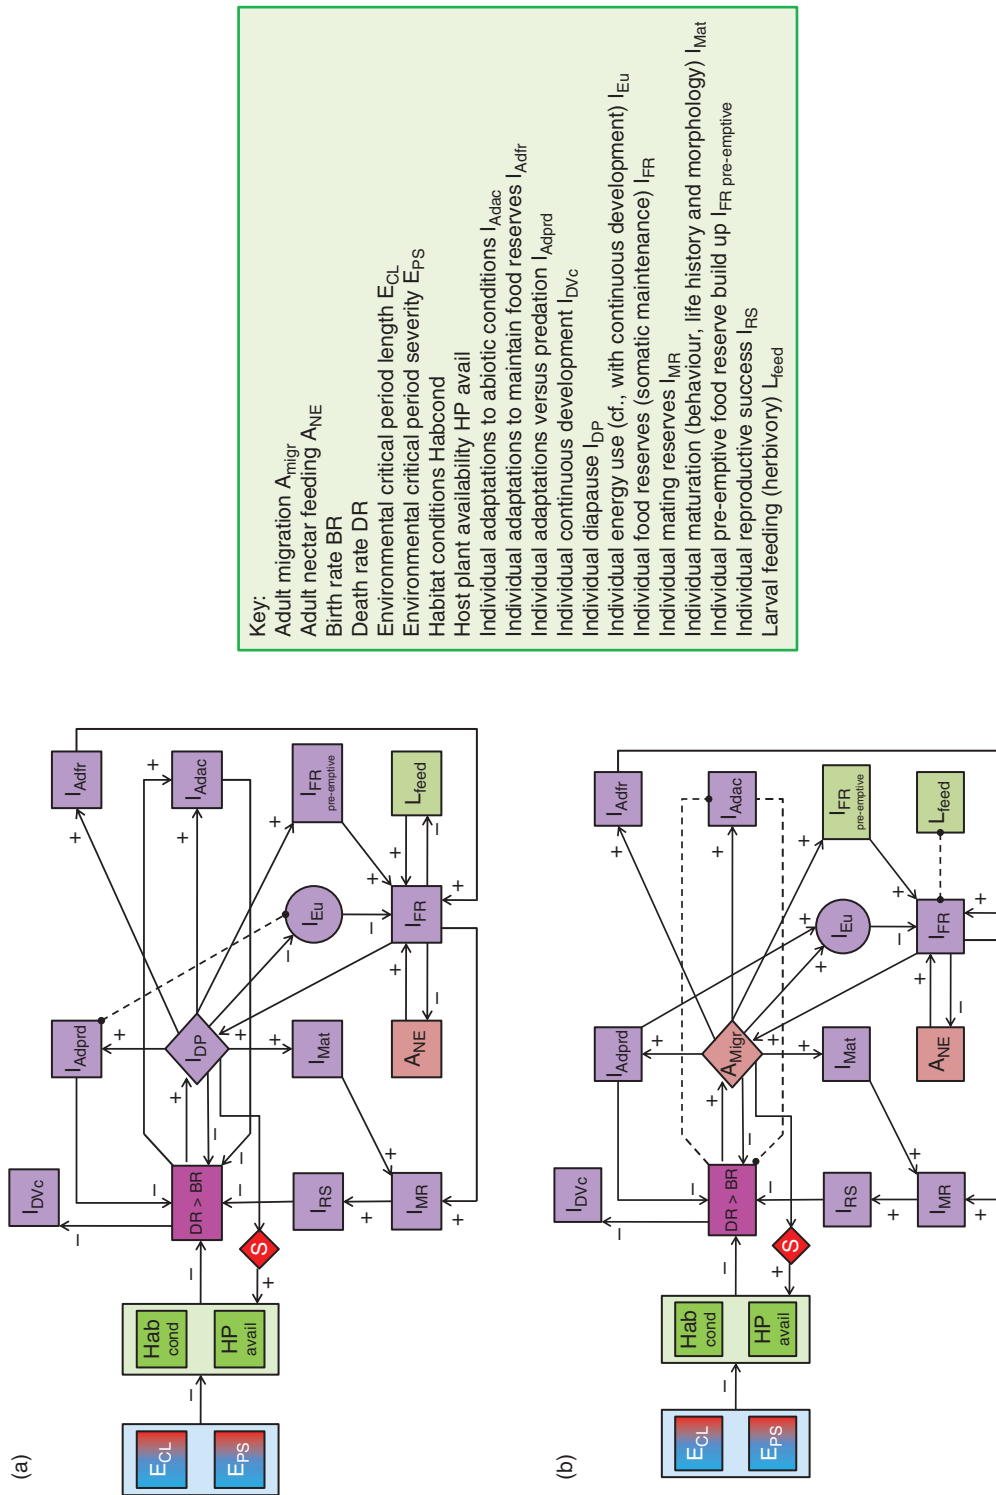 (a)
E_CL
E_PS
−
Hab cond
HP avail
−
+
S
DR > BR
−
I_DVc
−
−
−
−
+
−
+
I_RS
+
I_MR
+
+
I_Adprd
+
I_DP
+
+
I_Mat
A_NE
+
−
I_Eu
−
−
I_FR
+
+
+
−
I_Adfr
+
I_Adac
+
+
I_FR pre-emptive
+
L_feed
(b)
E_CL
E_PS
−
Hab cond
HP avail
−
+
S
DR > BR
−
I_DVc
−
−
−
+
I_RS
+
I_MR
+
+
I_Adprd
+
A_Migr
+
+
I_Mat
A_NE
+
−
I_Eu
+
+
−
I_FR
+
+
I_Adfr
+
I_Adac
+
I_FR pre-emptive
+
L_feed
Key:
Adult migration A_migr
Adult nectar feeding A_NE
Birth rate BR
Death rate DR
Environmental critical period length E_CL
Environmental critical period severity E_PS
Habitat conditions Habcond
Host plant availability HP avail
Individual adaptations to abiotic conditions I_Adac
Individual adaptations to maintain food reserves I_Adfr
Individual adaptations versus predation I_Adprd
Individual continuous development I_DVc
Individual diapause I_DP
Individual energy use (cf., with continuous development) I_Eu
Individual food reserves (somatic maintenance) I_FR
Individual mating reserves I_MR
Individual maturation (behaviour, life history and morphology) I_Mat
Individual pre-emptive food reserve build up I_FR pre-emptive
Individual reproductive success I_RS
Larval feeding (herbivory) L_feed